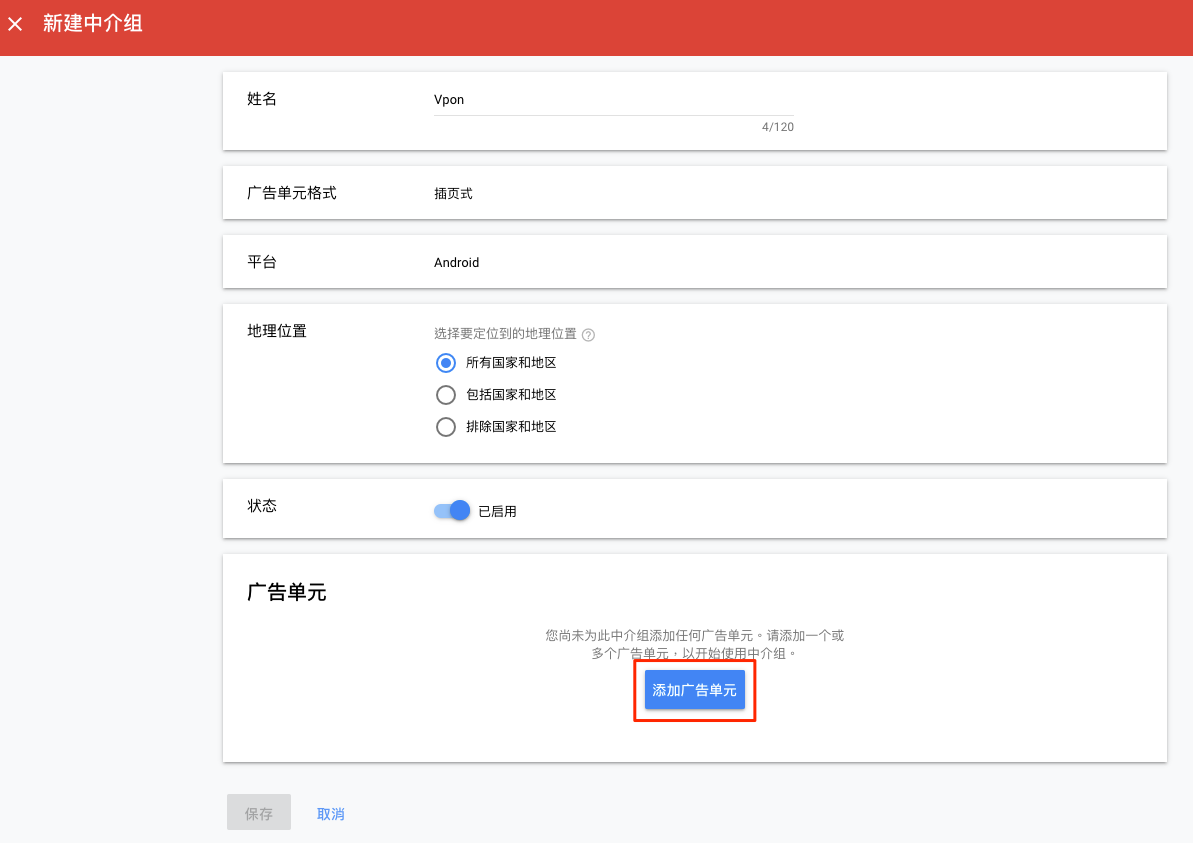 新建中介组
姓名
Vpon
4/120
广告单元格式
插页式
平台
Android
地理位置
选择要定位到的地理位置 ?
所有国家和地区
包括国家和地区
排除国家和地区
状态
已启用
广告单元
您尚未为此中介组添加任何广告单元。请添加一个或
多个广告单元，以开始使用中介组。
添加广告单元
保存
取消